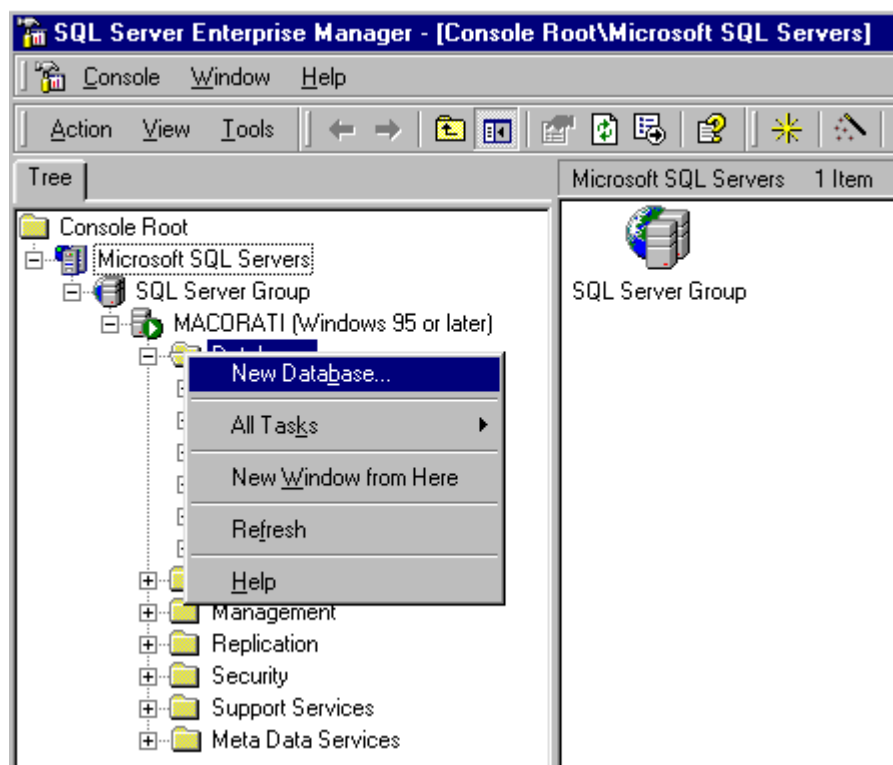 SQL Server Enterprise Manager - [Console Root\Microsoft SQL Servers]
Console Window Help
Action View Tools
Tree
Microsoft SQL Servers 1 Item
Console Root
Microsoft SQL Servers
SQL Server Group
SQL Server Group
MACORATI (Windows 95 or later)
New Database...
All Tasks
New Window from Here
Refresh
Help
Management
Replication
Security
Support Services
Meta Data Services